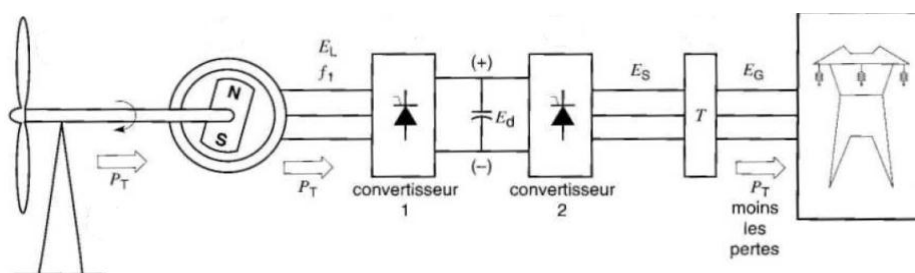 E_L
f_1
N
S
P_T
P_T
convertisseur
1
(+)
E_d
(−)
convertisseur
2
E_S
T
E_G
P_T
moins
les
pertes